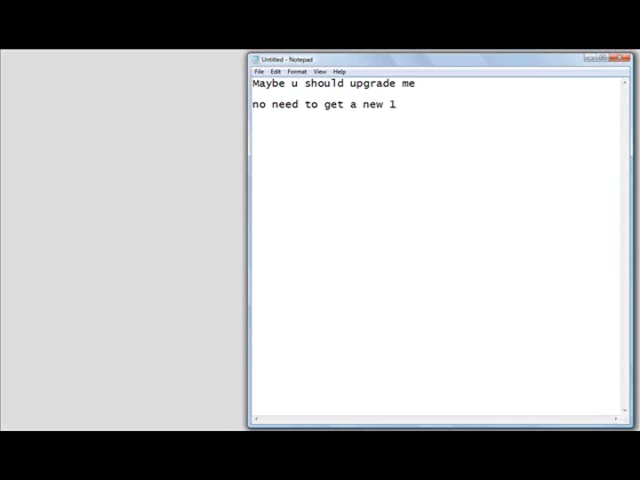 Untitled - Notepad
File Edit Format View Help
Maybe u should upgrade me
no need to get a new 1